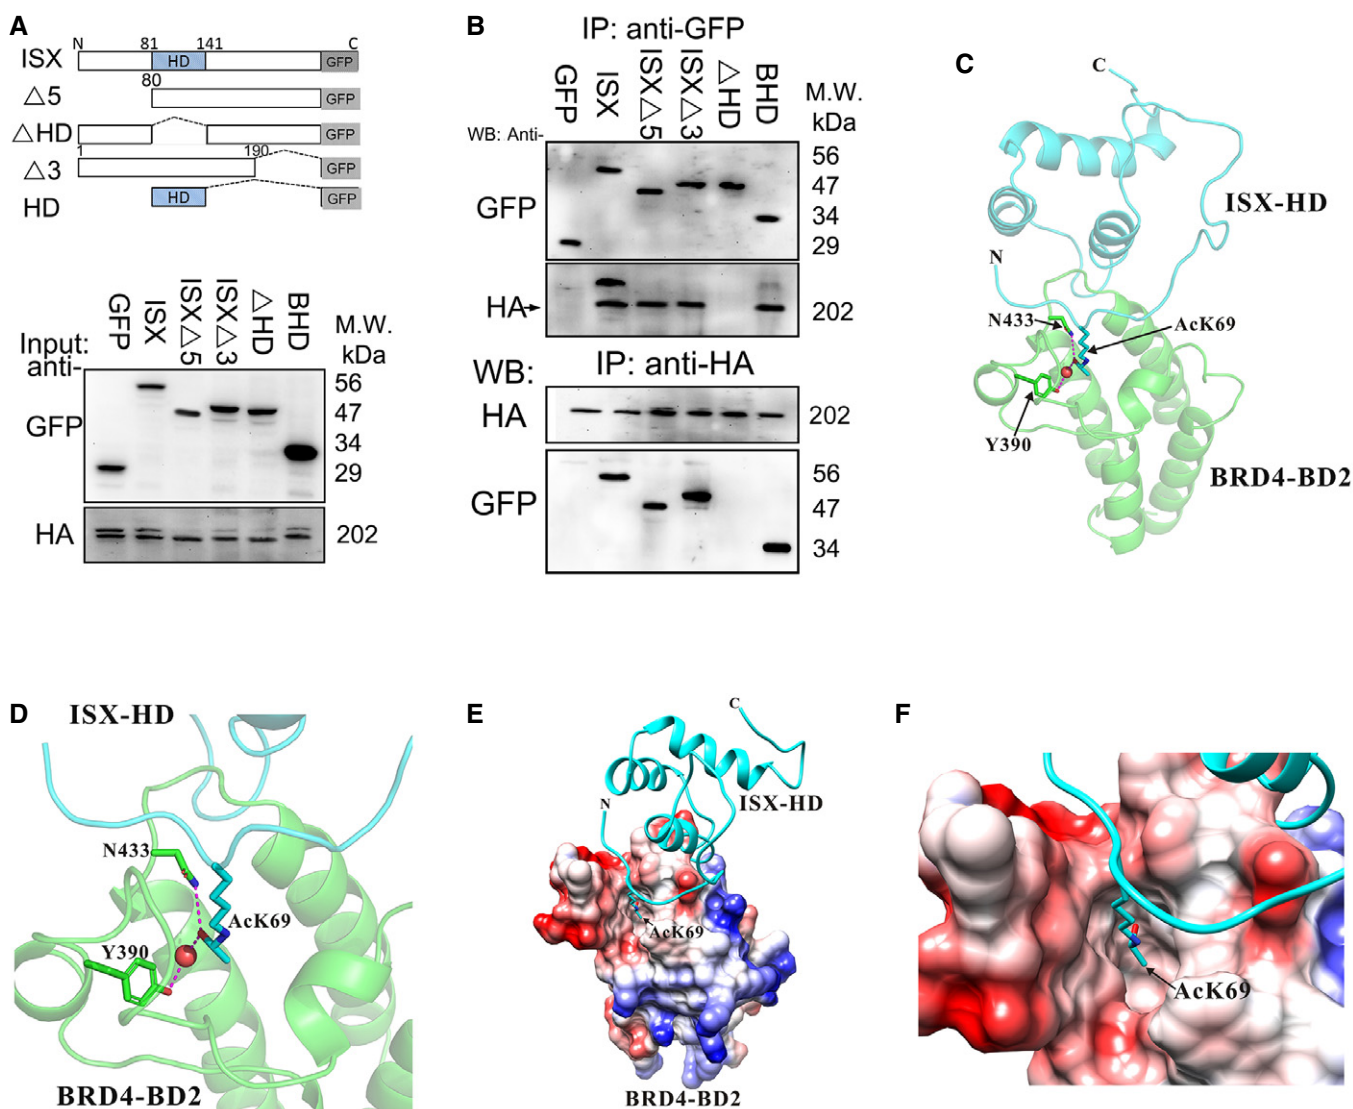 A
N 81 141 C
ISX HD GFP
80
△5 GFP
△HD GFP
1 190
△3 GFP
HD HD GFP
Input:
anti-
GFP ISX ISX△5 ISX△3 △HD BHD
M.W.
kDa
GFP
56
47
34
29
HA 202
B
IP: anti-GFP
GFP ISX ISX△5 ISX△3 △HD BHD
M.W.
kDa
WB: Anti-
GFP
56
47
34
29
HA 202
WB: IP: anti-HA
HA 202
GFP
56
47
34
C
C
ISX-HD
N
N433
AcK69
Y390
BRD4-BD2
D
ISX-HD
N433
AcK69
Y390
BRD4-BD2
E
C
ISX-HD
N
AcK69
BRD4-BD2
F
AcK69